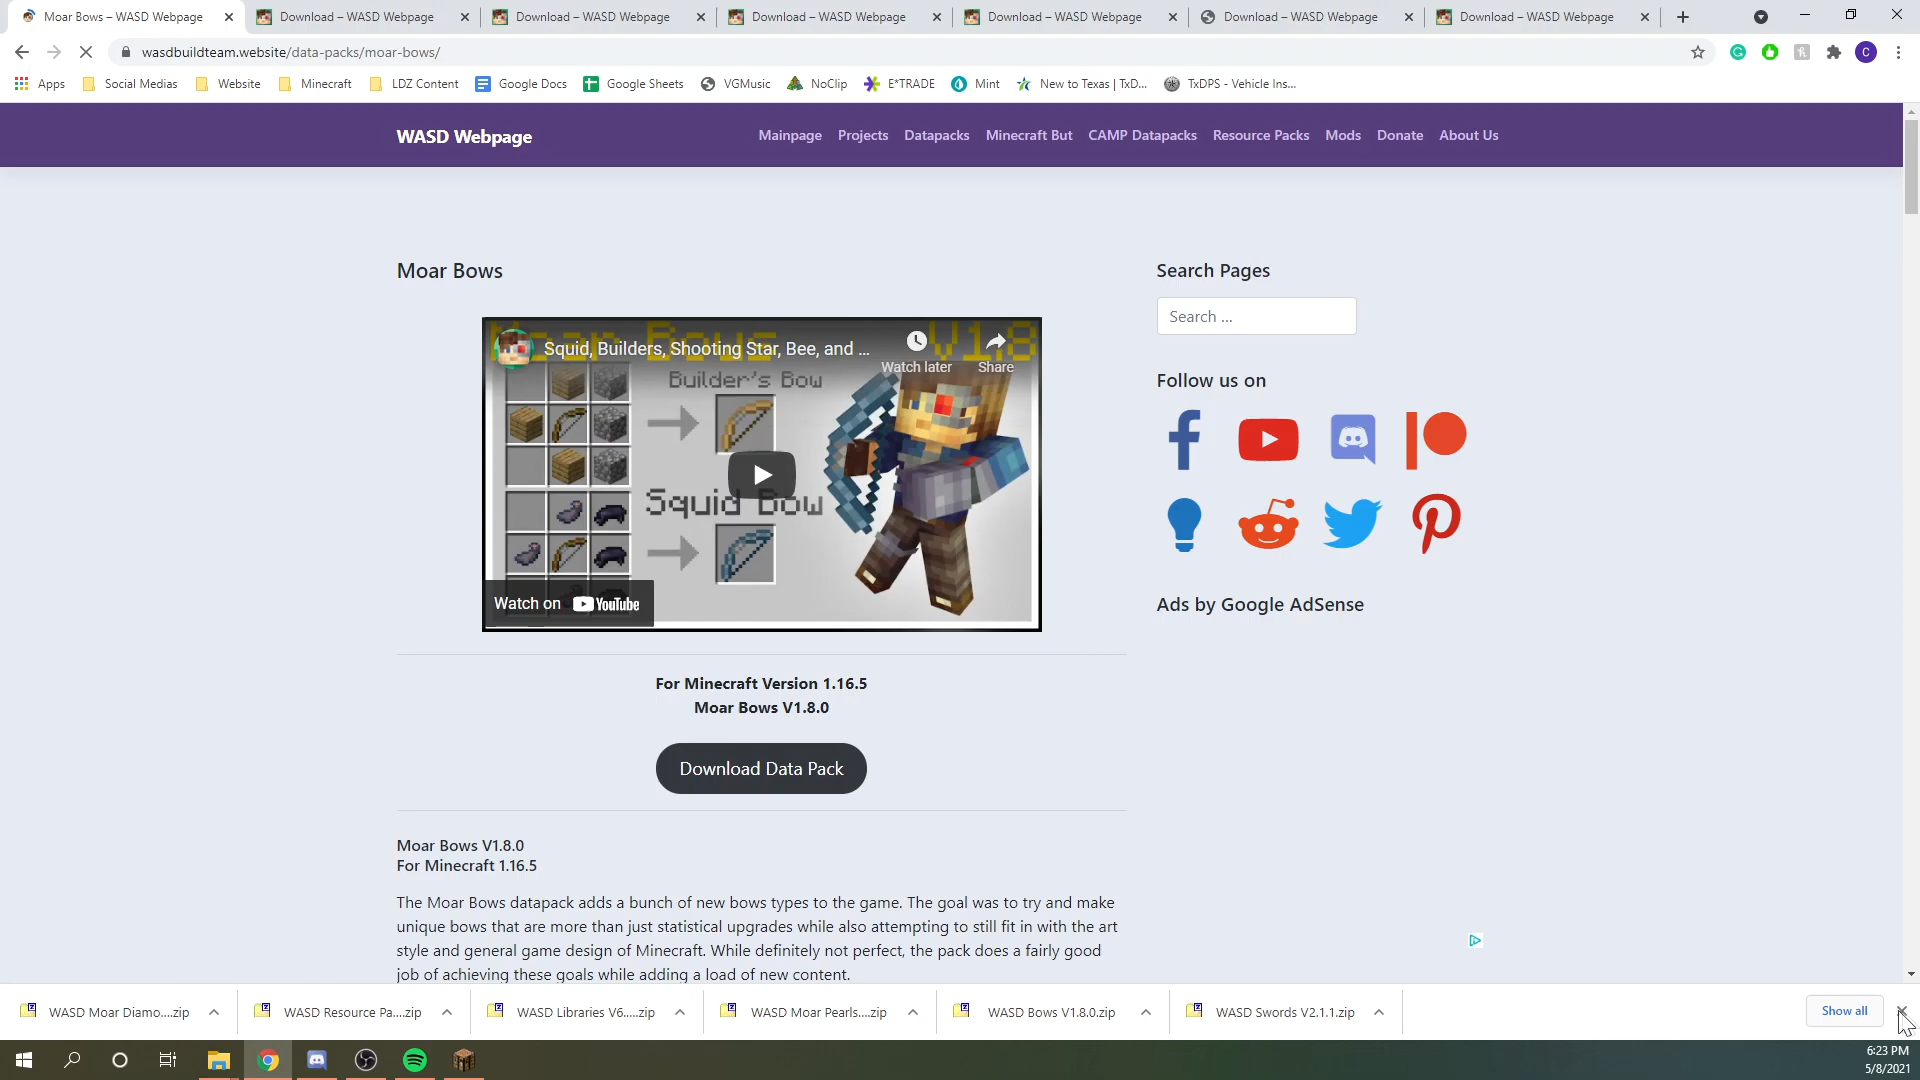 Moar Bows – WASD Webpage
Download – WASD Webpage
Download – WASD Webpage
Download – WASD Webpage
Download – WASD Webpage
Download – WASD Webpage
Download – WASD Webpage
wasdbuildteam.website/data-packs/moar-bows/
C
Apps
Social Medias
Website
Minecraft
LDZ Content
Google Docs
Google Sheets
VGMusic
NoClip
E*TRADE
Mint
New to Texas | TxD...
TxDPS - Vehicle Ins...
WASD Webpage
Mainpage
Projects
Datapacks
Minecraft But
CAMP Datapacks
Resource Packs
Mods
Donate
About Us
Moar Bows
Search Pages
Search ...
Moar Bows V1.8
Squid, Builders, Shooting Star, Bee, and ...
Watch later
Share
Builder's Bow
Squid Bow
Watch on YouTube
Follow us on
Ads by Google AdSense
For Minecraft Version 1.16.5
Moar Bows V1.8.0
Download Data Pack
Moar Bows V1.8.0
For Minecraft 1.16.5
The Moar Bows datapack adds a bunch of new bows types to the game. The goal was to try and make
unique bows that are more than just statistical upgrades while also attempting to still fit in with the art
style and general game design of Minecraft. While definitely not perfect, the pack does a fairly good
job of achieving these goals while adding a load of new content.
WASD Moar Diamo....zip
WASD Resource Pa....zip
WASD Libraries V6.....zip
WASD Moar Pearls....zip
WASD Bows V1.8.0.zip
WASD Swords V2.1.1.zip
Show all
6:23 PM
5/8/2021